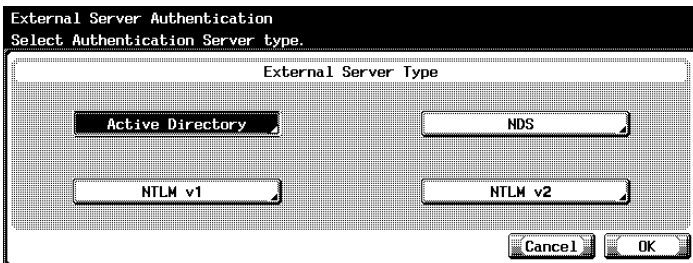 External Server Authentication
Select Authentication Server type.
External Server Type
Active Directory
NDS
NTLM v1
NTLM v2
Cancel
OK